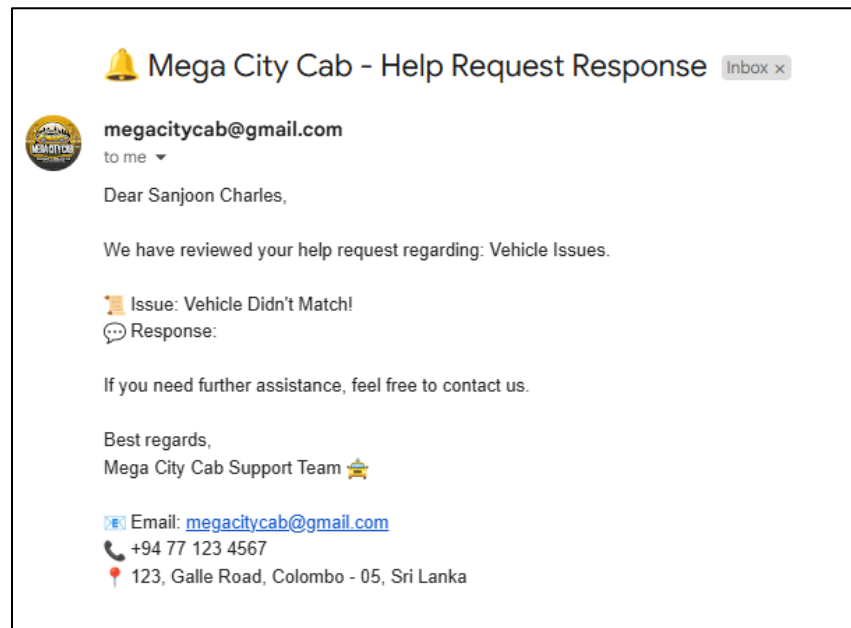 🔔 Mega City Cab - Help Request Response Inbox ×
megacitycab@gmail.com
to me
MEGA CITY CAB
Dear Sanjoon Charles,
We have reviewed your help request regarding: Vehicle Issues.
📜 Issue: Vehicle Didn't Match!
💬 Response:
If you need further assistance, feel free to contact us.
Best regards,
Mega City Cab Support Team 🚖
📧 Email: megacitycab@gmail.com
📞 +94 77 123 4567
📍 123, Galle Road, Colombo - 05, Sri Lanka